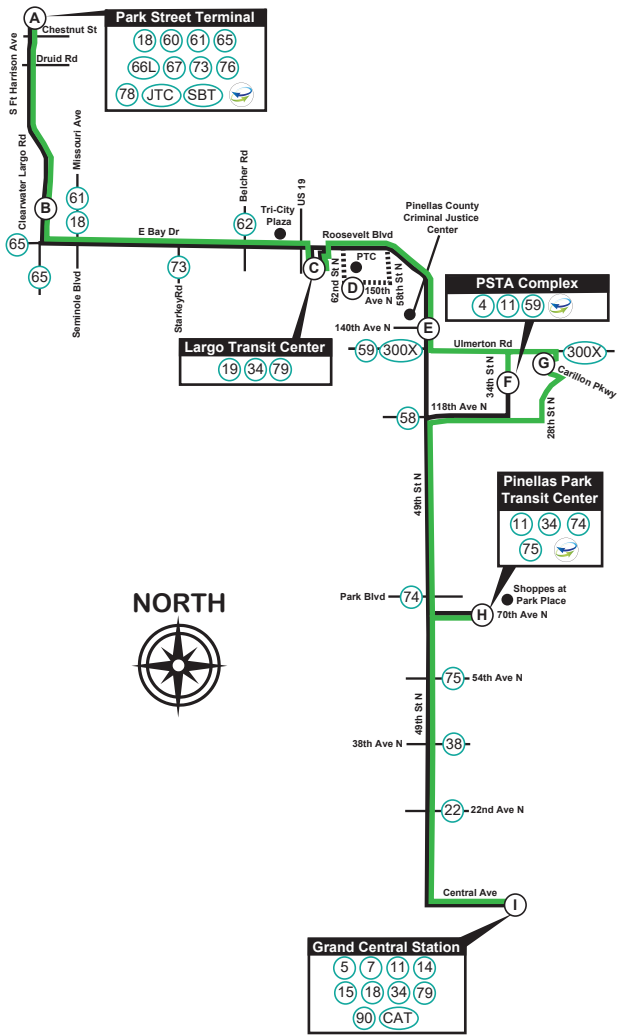 A
Park Street Terminal
18 60 61 65
66L 67 73 76
78 JTC SBT
Chestnut St
Druid Rd
S Ft Harrison Ave
Clearwater Largo Rd
Missouri Ave
B
61
18
65
65
Seminole Blvd
E Bay Dr
73
StarkeyRd
Belcher Rd
62
Tri-City
Plaza
US 19
C
Roosevelt Blvd
PTC
62nd St N
D
150th
Ave N
58th St N
Pinellas County
Criminal Justice
Center
Largo Transit Center
19 34 79
140th Ave N
E
59 300X
Ulmerton Rd
PSTA Complex
4 11 59
34th St N
F
G
300X
Carillon Pkwy
28th St N
58
118th Ave N
49th St N
Pinellas Park
Transit Center
11 34 74
75
Park Blvd
74
H
Shoppes at
Park Place
70th Ave N
NORTH
75
54th Ave N
49th St N
38th Ave N
38
22
22nd Ave N
Central Ave
I
Grand Central Station
5 7 11 14
15 18 34 79
90 CAT